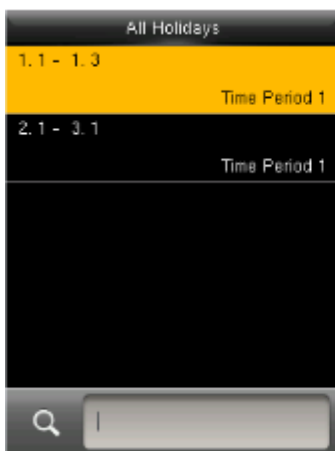 All Holidays
1. 1 - 1. 3
Time Period 1
2. 1 - 3. 1
Time Period 1